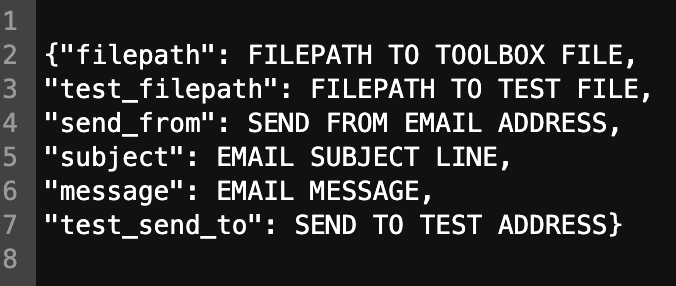 1
2 {"filepath": FILEPATH TO TOOLBOX FILE,
3 "test_filepath": FILEPATH TO TEST FILE,
4 "send_from": SEND FROM EMAIL ADDRESS,
5 "subject": EMAIL SUBJECT LINE,
6 "message": EMAIL MESSAGE,
7 "test_send_to": SEND TO TEST ADDRESS}
8